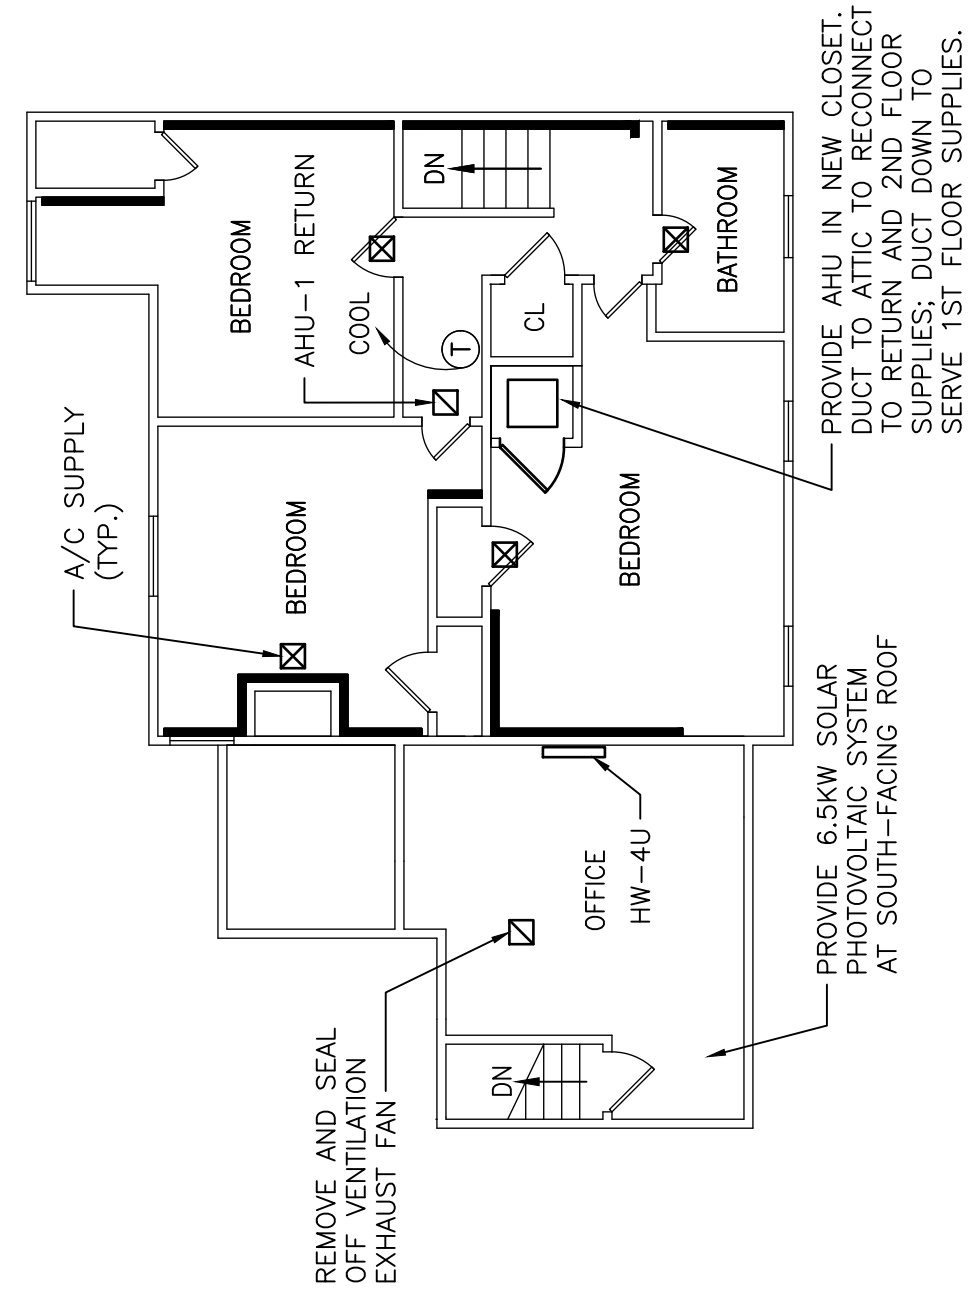 A/C SUPPLY
(TYP.)
BEDROOM
AHU-1 RETURN
COOL
T
DN
BEDROOM
CL
BATHROOM
BEDROOM
PROVIDE AHU IN NEW CLOSET.
DUCT TO ATTIC TO RECONNECT
TO RETURN AND 2ND FLOOR
SUPPLIES; DUCT DOWN TO
SERVE 1ST FLOOR SUPPLIES.
REMOVE AND SEAL
OFF VENTILATION
EXHAUST FAN
DN
OFFICE
HW-4U
PROVIDE 6.5KW SOLAR
PHOTOVOLTAIC SYSTEM
AT SOUTH-FACING ROOF